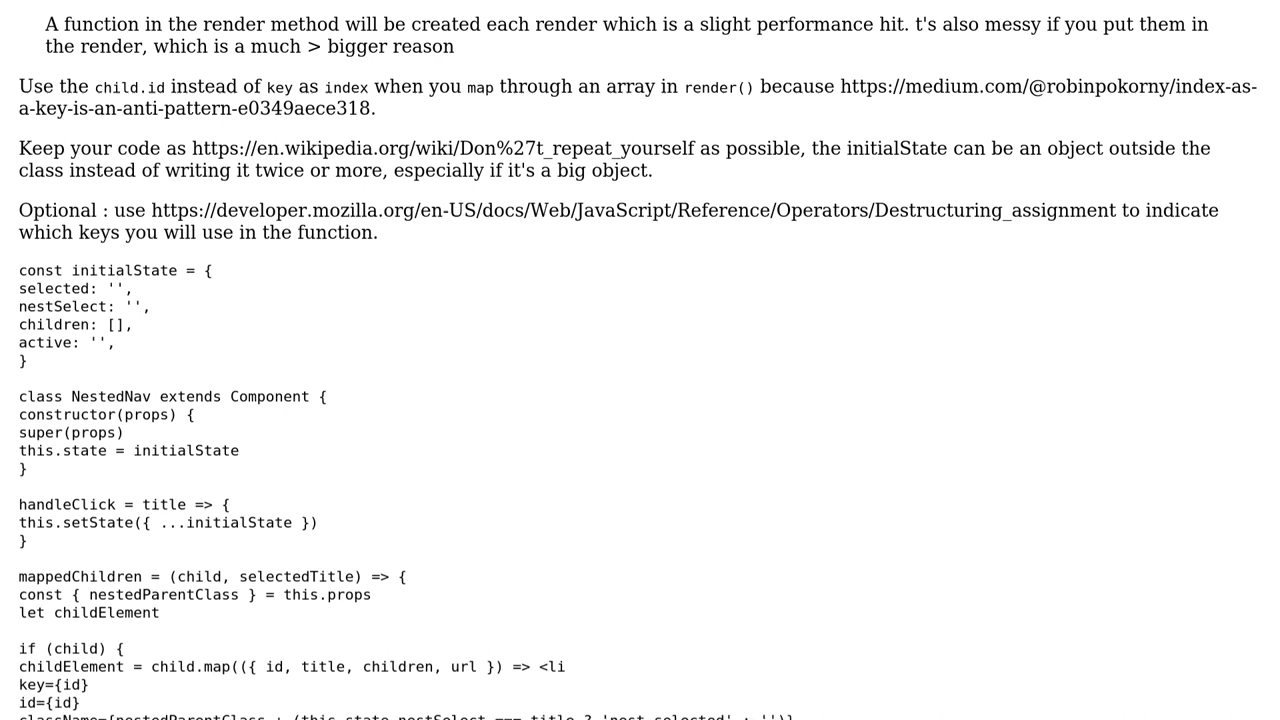 A function in the render method will be created each render which is a slight performance hit. t's also messy if you put them in
the render, which is a much > bigger reason
Use the child.id instead of key as index when you map through an array in render() because https://medium.com/@robinpokorny/index-as-
a-key-is-an-anti-pattern-e0349aece318.
Keep your code as https://en.wikipedia.org/wiki/Don%27t_repeat_yourself as possible, the initialState can be an object outside the
class instead of writing it twice or more, especially if it's a big object.
Optional : use https://developer.mozilla.org/en-US/docs/Web/JavaScript/Reference/Operators/Destructuring_assignment to indicate
which keys you will use in the function.
const initialState = {
selected: '',
nestSelect: '',
children: [],
active: '',
}
class NestedNav extends Component {
constructor(props) {
super(props)
this.state = initialState
}
handleClick = title => {
this.setState({ ...initialState })
}
mappedChildren = (child, selectedTitle) => {
const { nestedParentClass } = this.props
let childElement
if (child) {
childElement = child.map(({ id, title, children, url }) => <li
key={id}
id={id}
className={nestedParentClass + (this.state.nestSelect === title ? 'nest-selected' : '')}